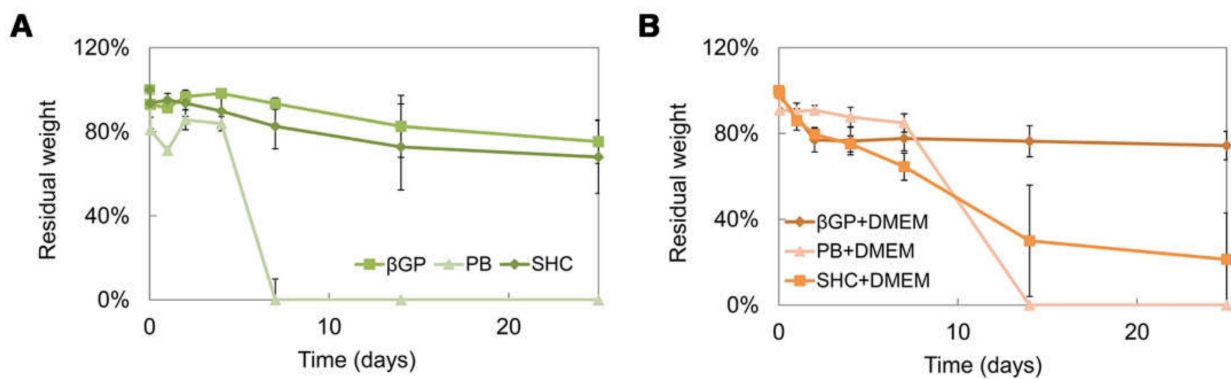 A
120%
80%
40%
0%
Residual weight
βGP PB SHC
0 10 20
Time (days)
B
120%
80%
40%
0%
Residual weight
βGP+DMEM
PB+DMEM
SHC+DMEM
0 10 20
Time (days)